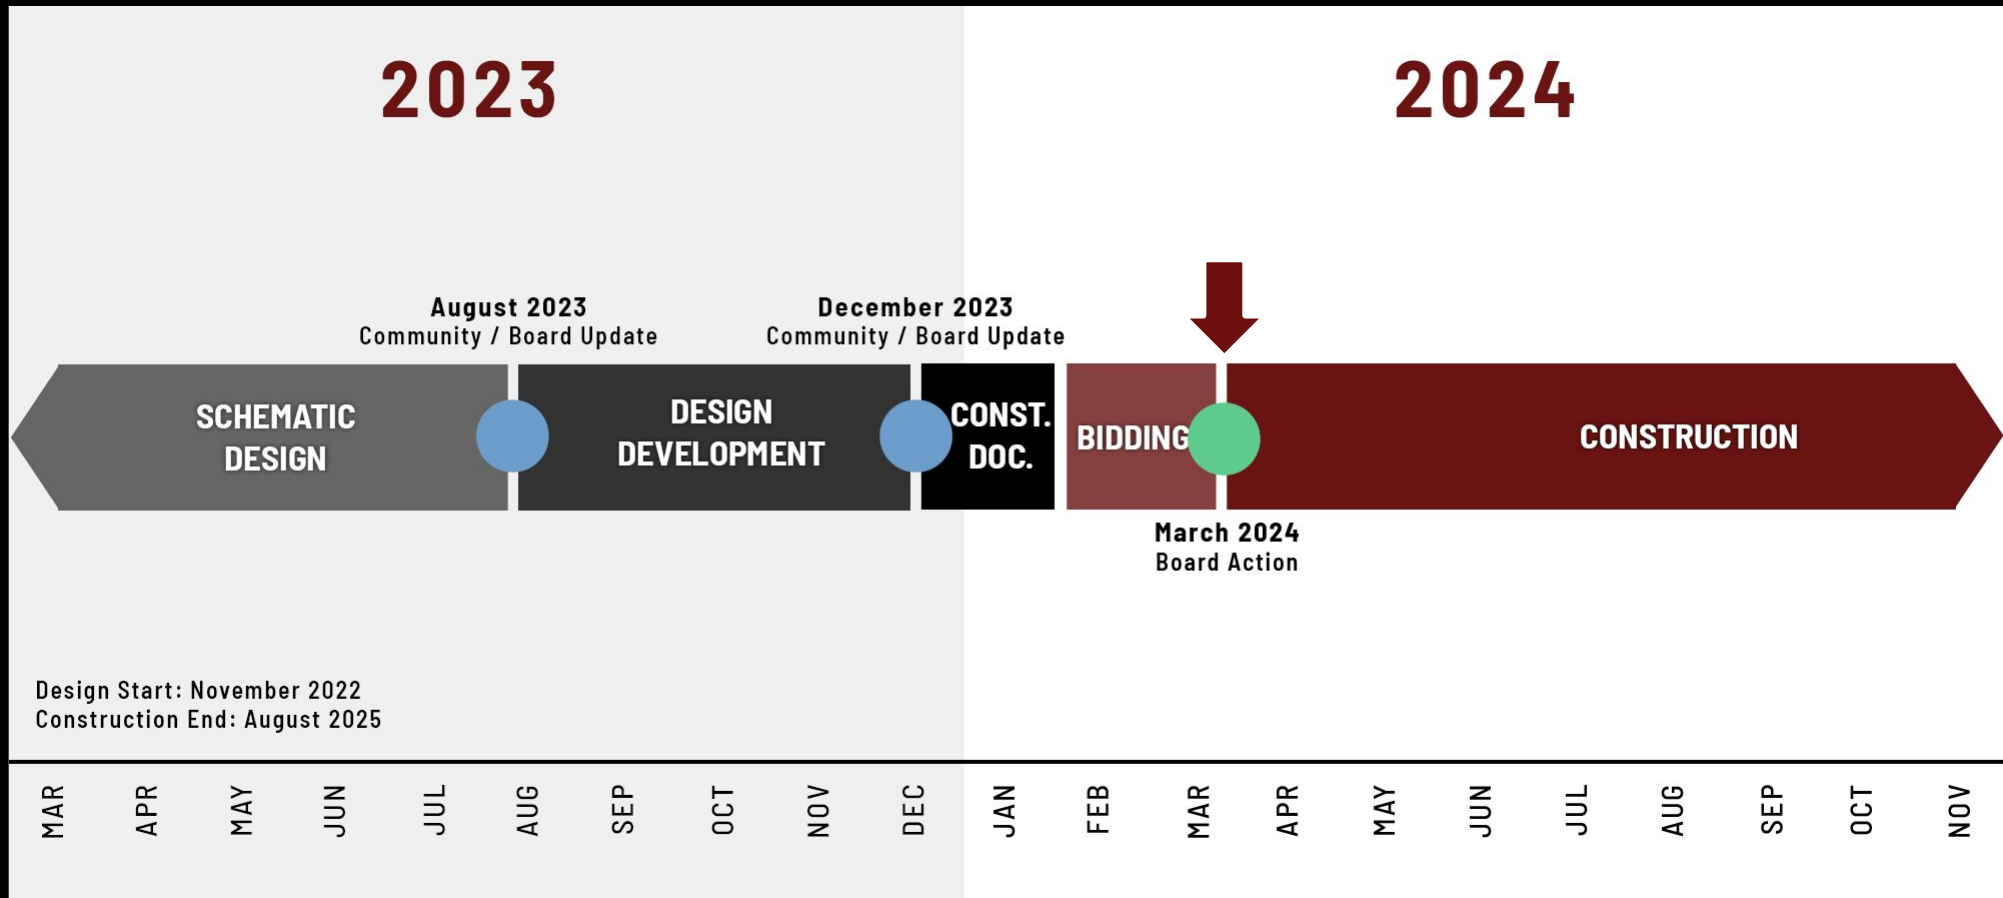 2023
2024
August 2023
Community / Board Update
December 2023
Community / Board Update
SCHEMATIC
DESIGN
DESIGN
DEVELOPMENT
CONST.
DOC.
BIDDING
CONSTRUCTION
March 2024
Board Action
Design Start: November 2022
Construction End: August 2025
MAR
APR
MAY
JUN
JUL
AUG
SEP
OCT
NOV
DEC
JAN
FEB
MAR
APR
MAY
JUN
JUL
AUG
SEP
OCT
NOV